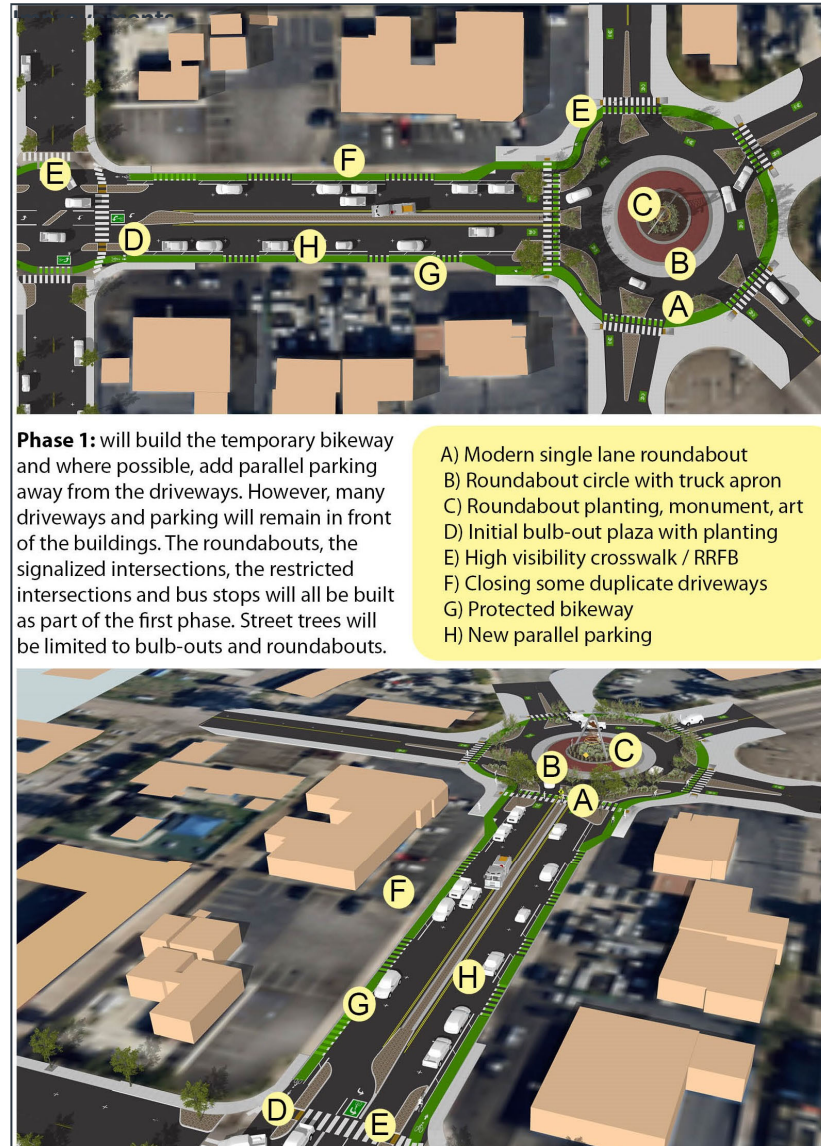 E
F
E
C
D
H
B
G
A
Phase 1: will build the temporary bikeway
and where possible, add parallel parking
away from the driveways. However, many
driveways and parking will remain in front
of the buildings. The roundabouts, the
signalized intersections, the restricted
intersections and bus stops will all be built
as part of the first phase. Street trees will
be limited to bulb-outs and roundabouts.
A) Modern single lane roundabout
B) Roundabout circle with truck apron
C) Roundabout planting, monument, art
D) Initial bulb-out plaza with planting
E) High visibility crosswalk / RRFB
F) Closing some duplicate driveways
G) Protected bikeway
H) New parallel parking
C
B
A
F
H
G
D
E